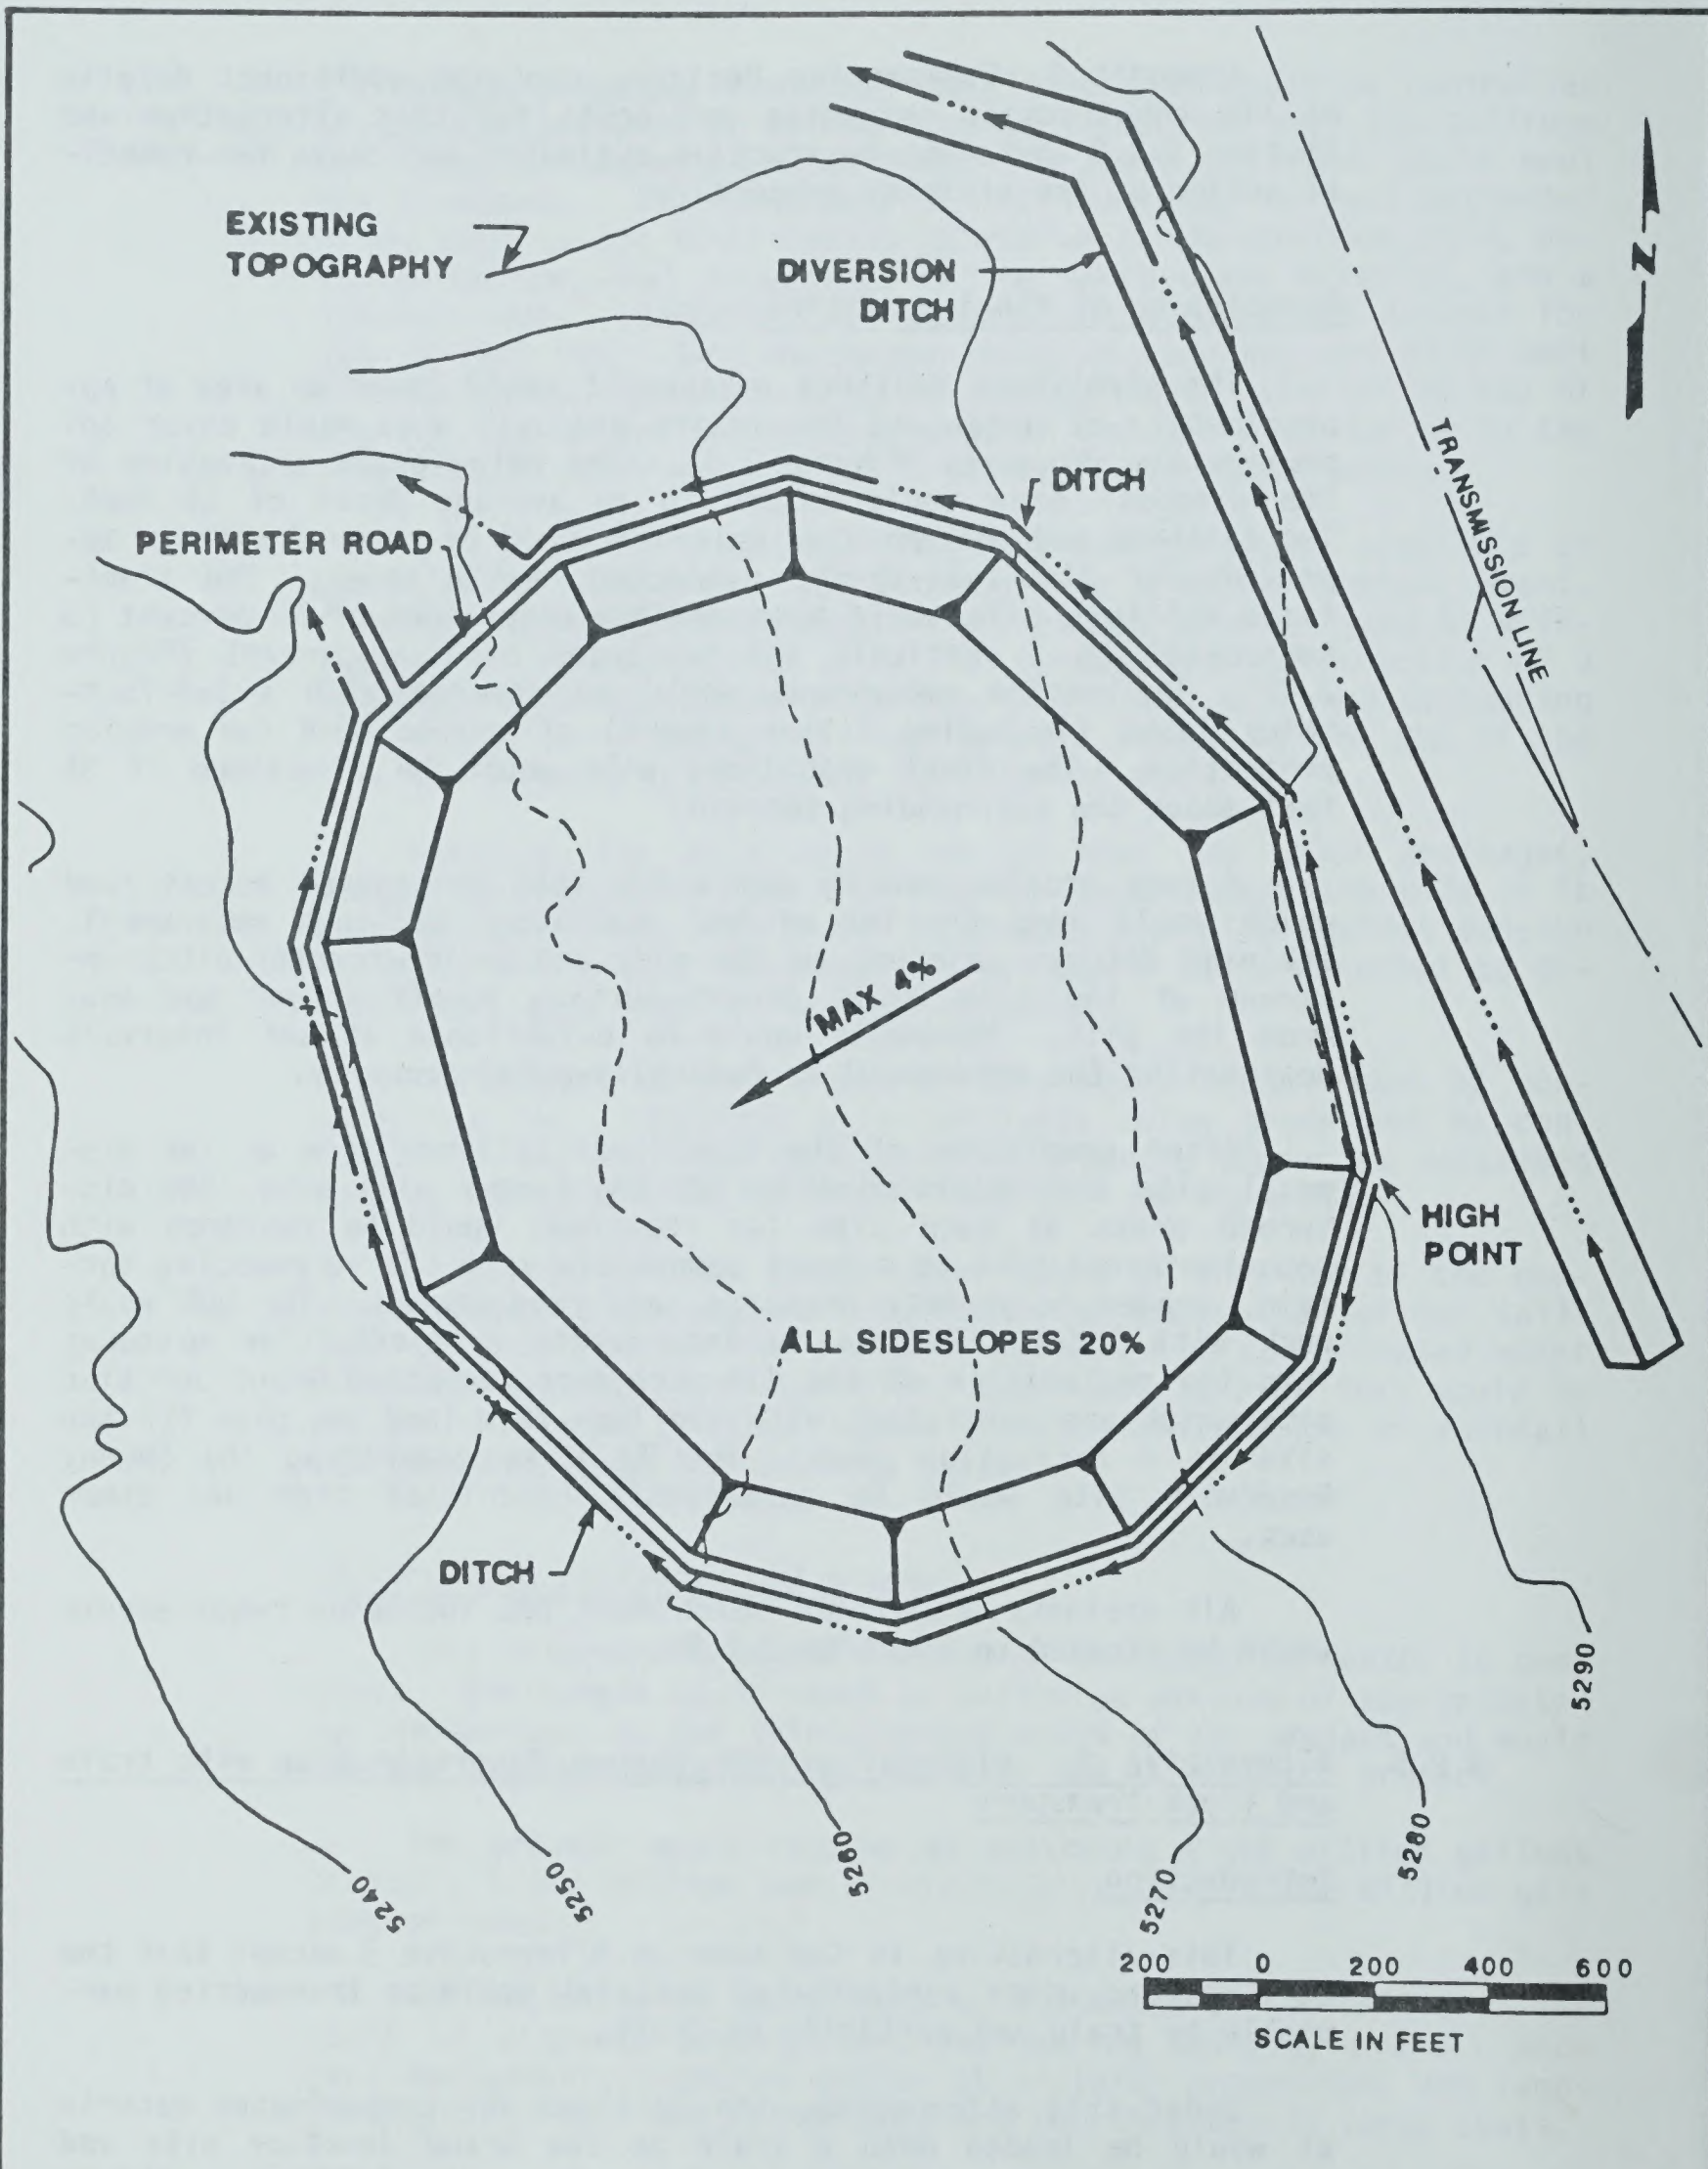 EXISTING
TOPOGRAPHY
DIVERSION
DITCH
N
TRANSMISSION LINE
DITCH
PERIMETER ROAD
MAX 4%
HIGH
POINT
ALL SIDESLOPES 20%
DITCH
5290
5280
5260
5250
5240
5270
200 0 200 400 600
SCALE IN FEET